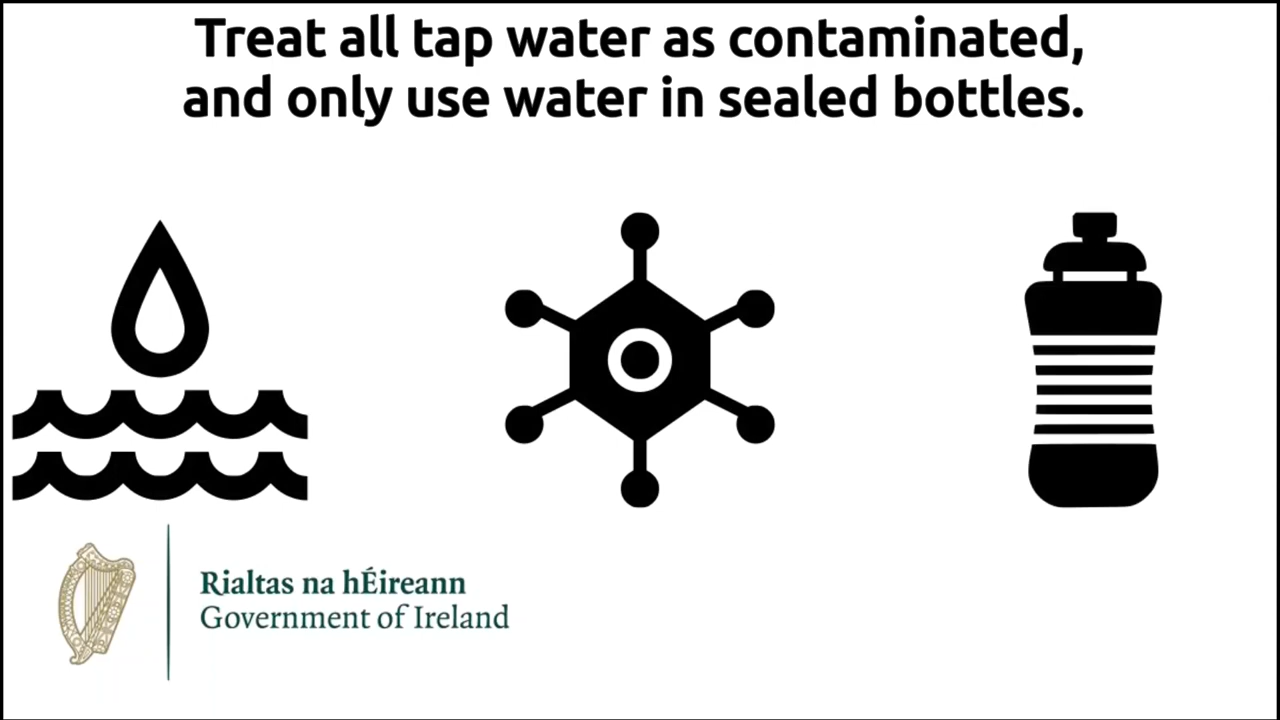 Treat all tap water as contaminated,
and only use water in sealed bottles.
Rialtas na hÉireann
Government of Ireland